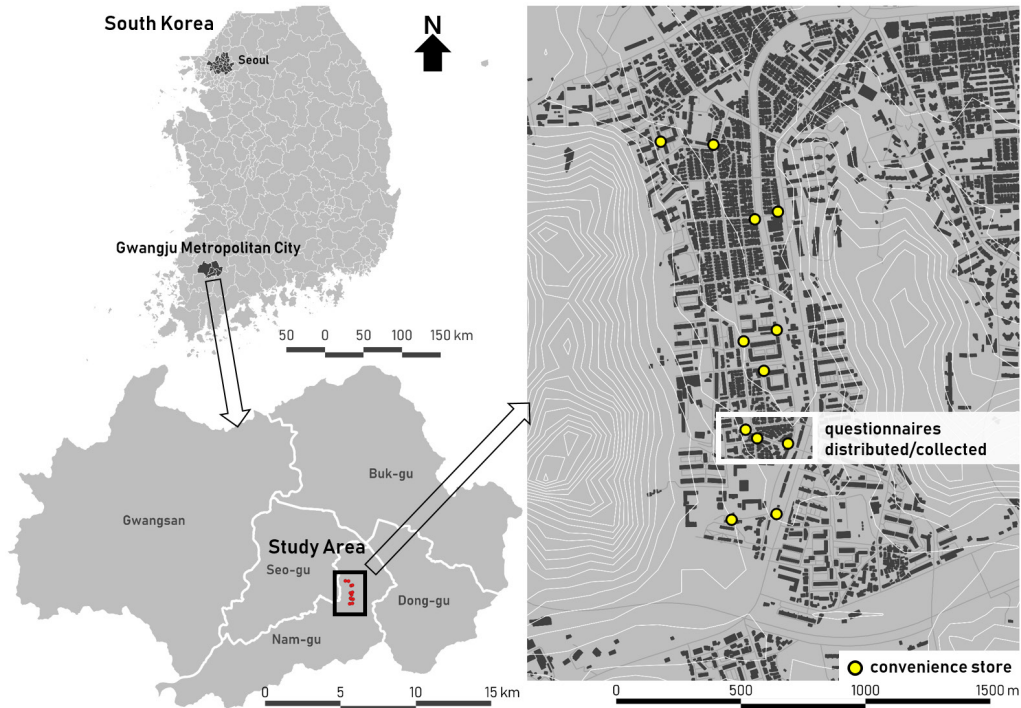 South Korea
N
Seoul
Gwangju Metropolitan City
50 0 50 100 150 km
Buk-gu
Gwangsan
Study Area
Seo-gu
Dong-gu
Nam-gu
0 5 10 15 km
questionnaires
distributed/collected
convenience store
0 500 1000 1500 m